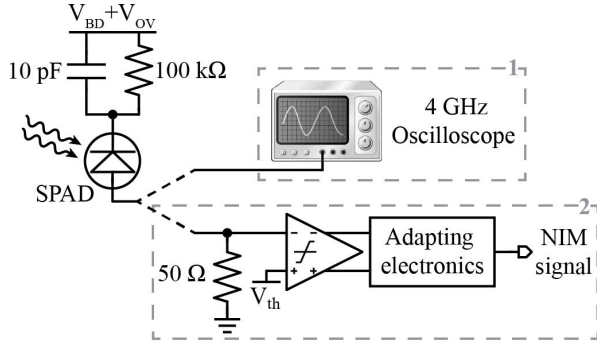 V_BD+V_OV
10 pF
100 kΩ
SPAD
1
4 GHz
Oscilloscope
2
50 Ω
V_th
− −
+ +
Adapting
electronics
NIM
signal